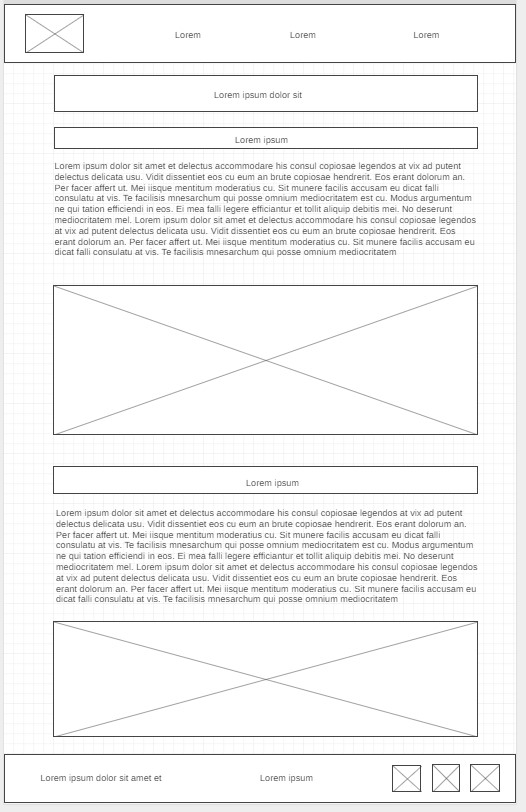 Lorem Lorem Lorem
Lorem ipsum dolor sit
Lorem ipsum
Lorem ipsum dolor sit amet et delectus accommodare his consul copiosae legendos at vix ad putent
delectus delicata usu. Vidit dissentiet eos cu eum an brute copiosae hendrerit. Eos erant dolorum an.
Per facer affert ut. Mei iisque mentitum moderatius cu. Sit munere facilis accusam eu dicat falli
consulatu at vis. Te facilisis mnesarchum qui posse omnium mediocritatem est cu. Modus argumentum
ne qui tation efficiendi in eos. Ei mea falli legere efficiantur et tollit aliquip debitis mei. No deserunt
mediocritatem mel. Lorem ipsum dolor sit amet et delectus accommodare his consul copiosae legendos
at vix ad putent delectus delicata usu. Vidit dissentiet eos cu eum an brute copiosae hendrerit. Eos
erant dolorum an. Per facer affert ut. Mei iisque mentitum moderatius cu. Sit munere facilis accusam eu
dicat falli consulatu at vis. Te facilisis mnesarchum qui posse omnium mediocritatem
Lorem ipsum
Lorem ipsum dolor sit amet et delectus accommodare his consul copiosae legendos at vix ad putent
delectus delicata usu. Vidit dissentiet eos cu eum an brute copiosae hendrerit. Eos erant dolorum an.
Per facer affert ut. Mei iisque mentitum moderatius cu. Sit munere facilis accusam eu dicat falli
consulatu at vis. Te facilisis mnesarchum qui posse omnium mediocritatem est cu. Modus argumentum
ne qui tation efficiendi in eos. Ei mea falli legere efficiantur et tollit aliquip debitis mei. No deserunt
mediocritatem mel. Lorem ipsum dolor sit amet et delectus accommodare his consul copiosae legendos
at vix ad putent delectus delicata usu. Vidit dissentiet eos cu eum an brute copiosae hendrerit. Eos
erant dolorum an. Per facer affert ut. Mei iisque mentitum moderatius cu. Sit munere facilis accusam eu
dicat falli consulatu at vis. Te facilisis mnesarchum qui posse omnium mediocritatem
Lorem ipsum dolor sit amet et Lorem ipsum